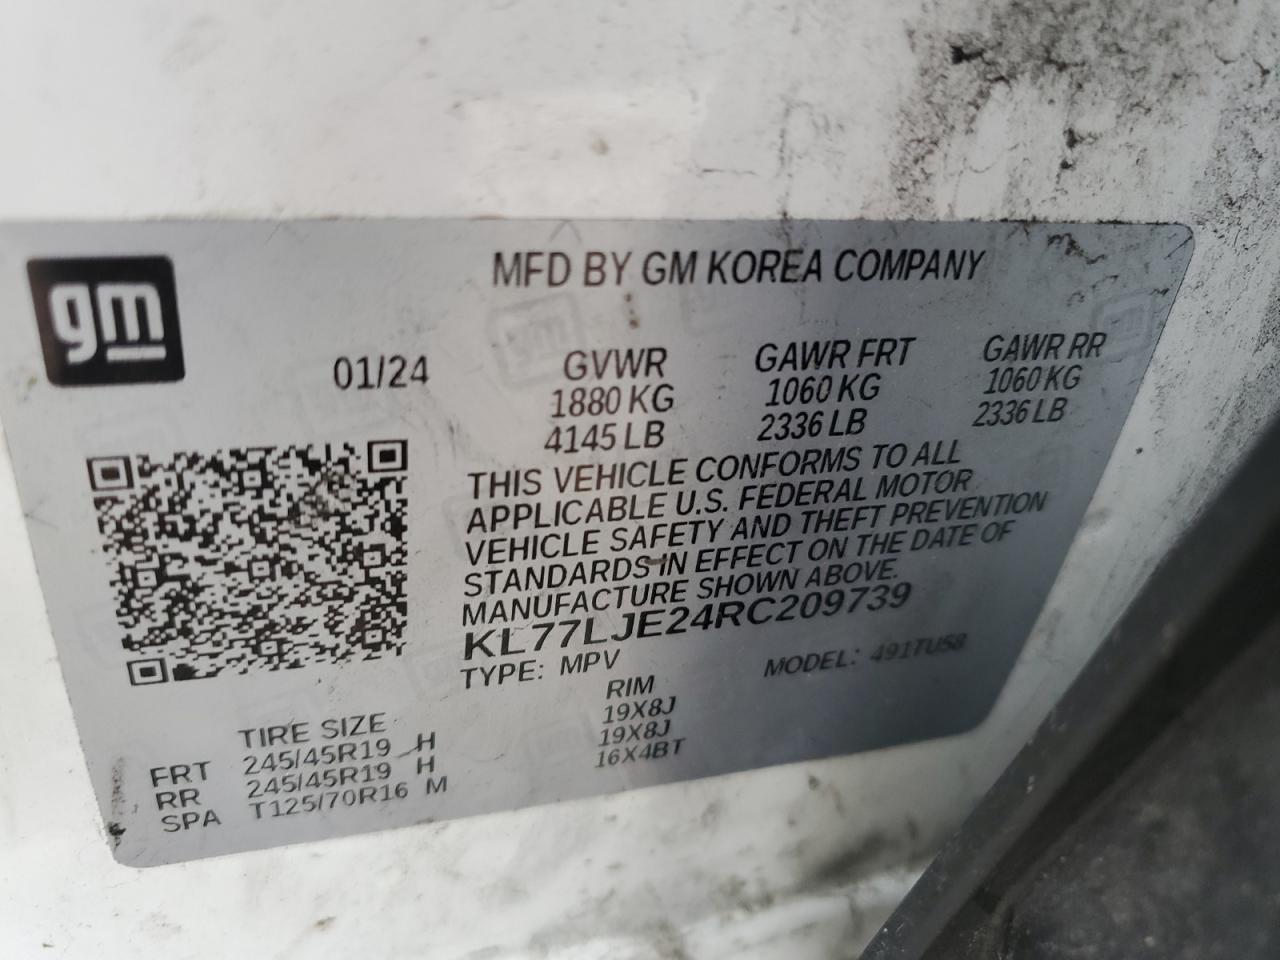 gm
MFD BY GM KOREA COMPANY
01/24
GVWR GAWR FRT GAWR RR
1880 KG 1060 KG 1060 KG
4145 LB 2336 LB 2336 LB
THIS VEHICLE CONFORMS TO ALL
APPLICABLE U.S. FEDERAL MOTOR
VEHICLE SAFETY AND THEFT PREVENTION
STANDARDS IN EFFECT ON THE DATE OF
MANUFACTURE SHOWN ABOVE.
KL77LJE24RC209739
TYPE: MPV MODEL: 491TU58
TIRE SIZE RIM
FRT 245/45R19 H 19X8J
RR 245/45R19 H 19X8J
SPA T125/70R16 M 16X4BT